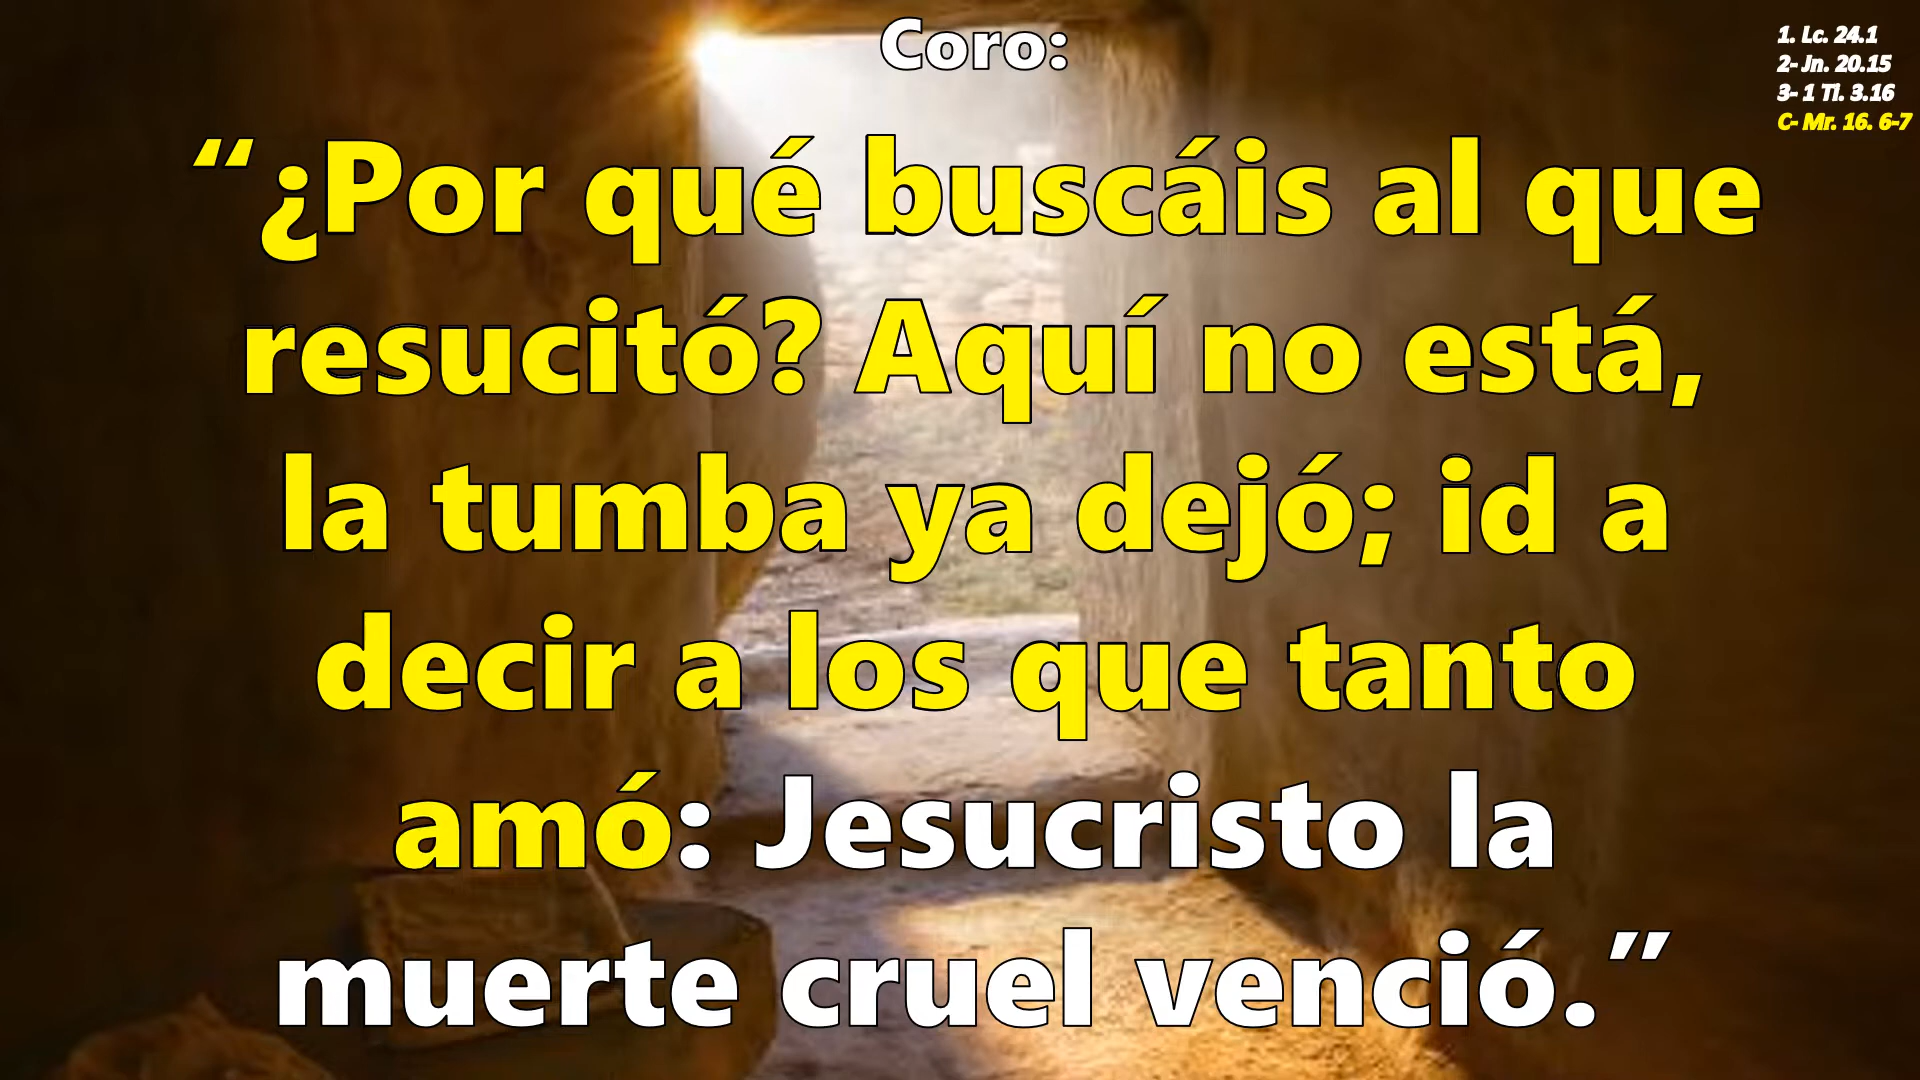 Coro:
1. Lc. 24.1
2- Jn. 20.15
3- 1 Ti. 3.16
C- Mr. 16. 6-7
“¿Por qué buscáis al que
resucitó? Aquí no está,
la tumba ya dejó; id a
decir a los que tanto
amó: Jesucristo la
muerte cruel venció.”